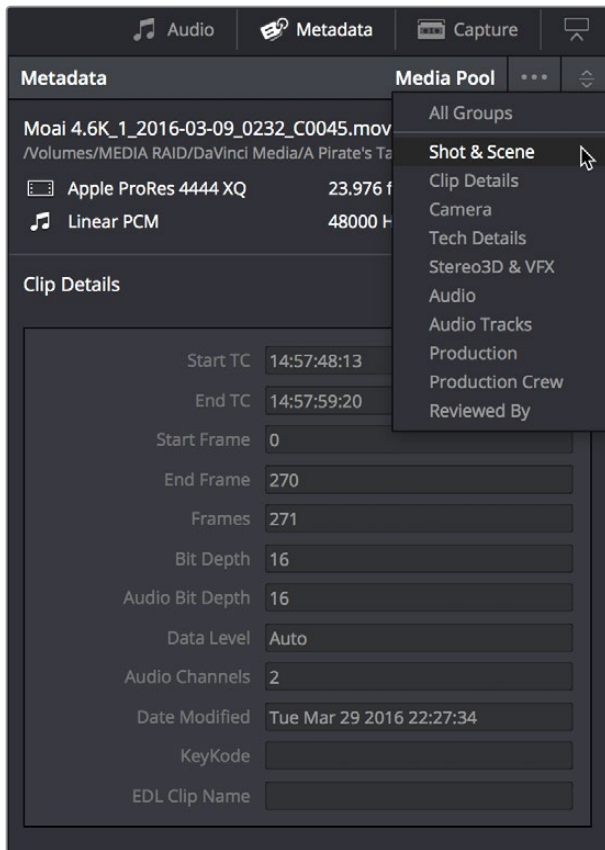 Audio Metadata Capture
Metadata Media Pool
Moai 4.6K_1_2016-03-09_0232_C0045.mov
/Volumes/MEDIA RAID/DaVinci Media/A Pirate's Ta
Apple ProRes 4444 XQ 23.976 f
Linear PCM 48000 H
All Groups
Shot & Scene
Clip Details
Camera
Tech Details
Stereo3D & VFX
Audio
Audio Tracks
Production
Production Crew
Reviewed By
Clip Details
Start TC 14:57:48:13
End TC 14:57:59:20
Start Frame 0
End Frame 270
Frames 271
Bit Depth 16
Audio Bit Depth 16
Data Level Auto
Audio Channels 2
Date Modified Tue Mar 29 2016 22:27:34
KeyKode
EDL Clip Name